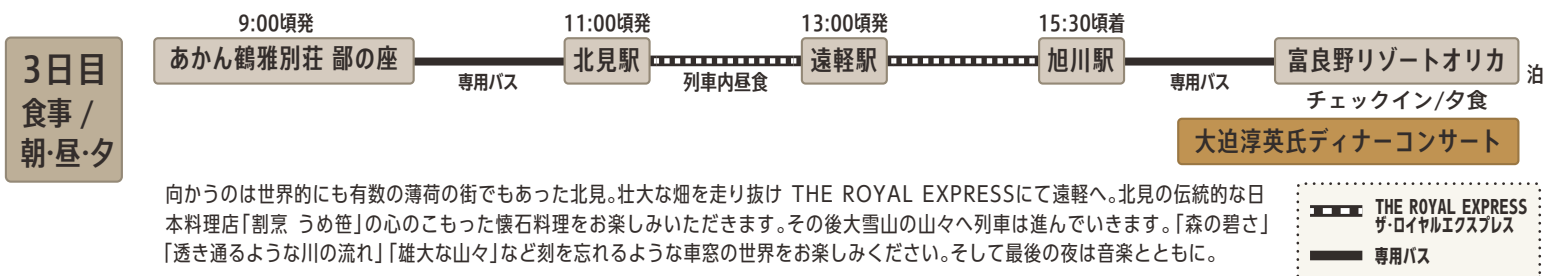 3日目
食事 /
朝・昼・夕
9:00頃発
11:00頃発
13:00頃発
15:30頃着
あかん鶴雅別荘 鄙の座
北見駅
遠軽駅
旭川駅
富良野リゾートオリカ
泊
専用バス
列車内昼食
専用バス
チェックイン/夕食
大迫淳英氏ディナーコンサート
向かうのは世界的にも有数の薄荷の街でもあった北見。壮大な畑を走り抜け THE ROYAL EXPRESSにて遠軽へ。北見の伝統的な日
本料理店「割烹 うめ笹」の心のこもった懐石料理をお楽しみいただきます。その後大雪山の山々へ列車は進んでいきます。「森の碧さ」
「透き通るような川の流れ」「雄大な山々」など刻を忘れるような車窓の世界をお楽しみください。そして最後の夜は音楽とともに。
THE ROYAL EXPRESS
ザ・ロイヤルエクスプレス
専用バス